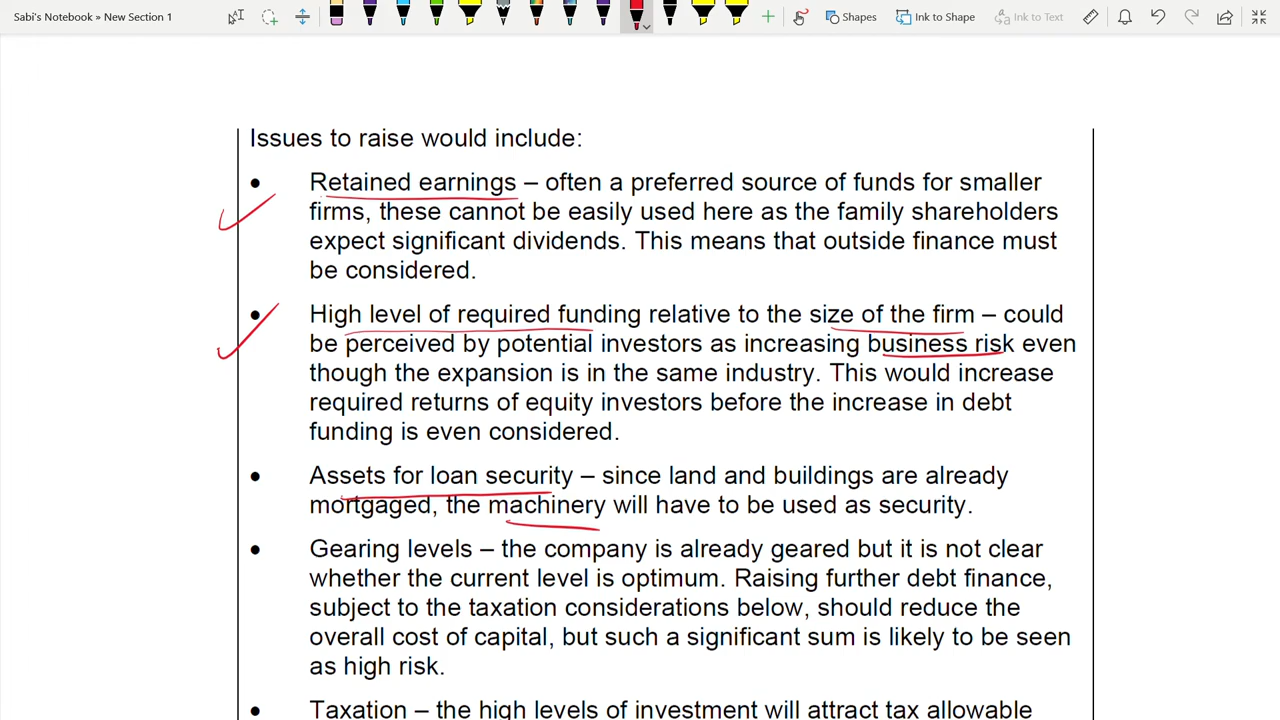 Sabi's Notebook » New Section 1
Shapes
Ink to Shape
Ink to Text
Issues to raise would include:
• Retained earnings – often a preferred source of funds for smaller
firms, these cannot be easily used here as the family shareholders
expect significant dividends. This means that outside finance must
be considered.
• High level of required funding relative to the size of the firm – could
be perceived by potential investors as increasing business risk even
though the expansion is in the same industry. This would increase
required returns of equity investors before the increase in debt
funding is even considered.
• Assets for loan security – since land and buildings are already
mortgaged, the machinery will have to be used as security.
• Gearing levels – the company is already geared but it is not clear
whether the current level is optimum. Raising further debt finance,
subject to the taxation considerations below, should reduce the
overall cost of capital, but such a significant sum is likely to be seen
as high risk.
• Taxation – the high levels of investment will attract tax allowable